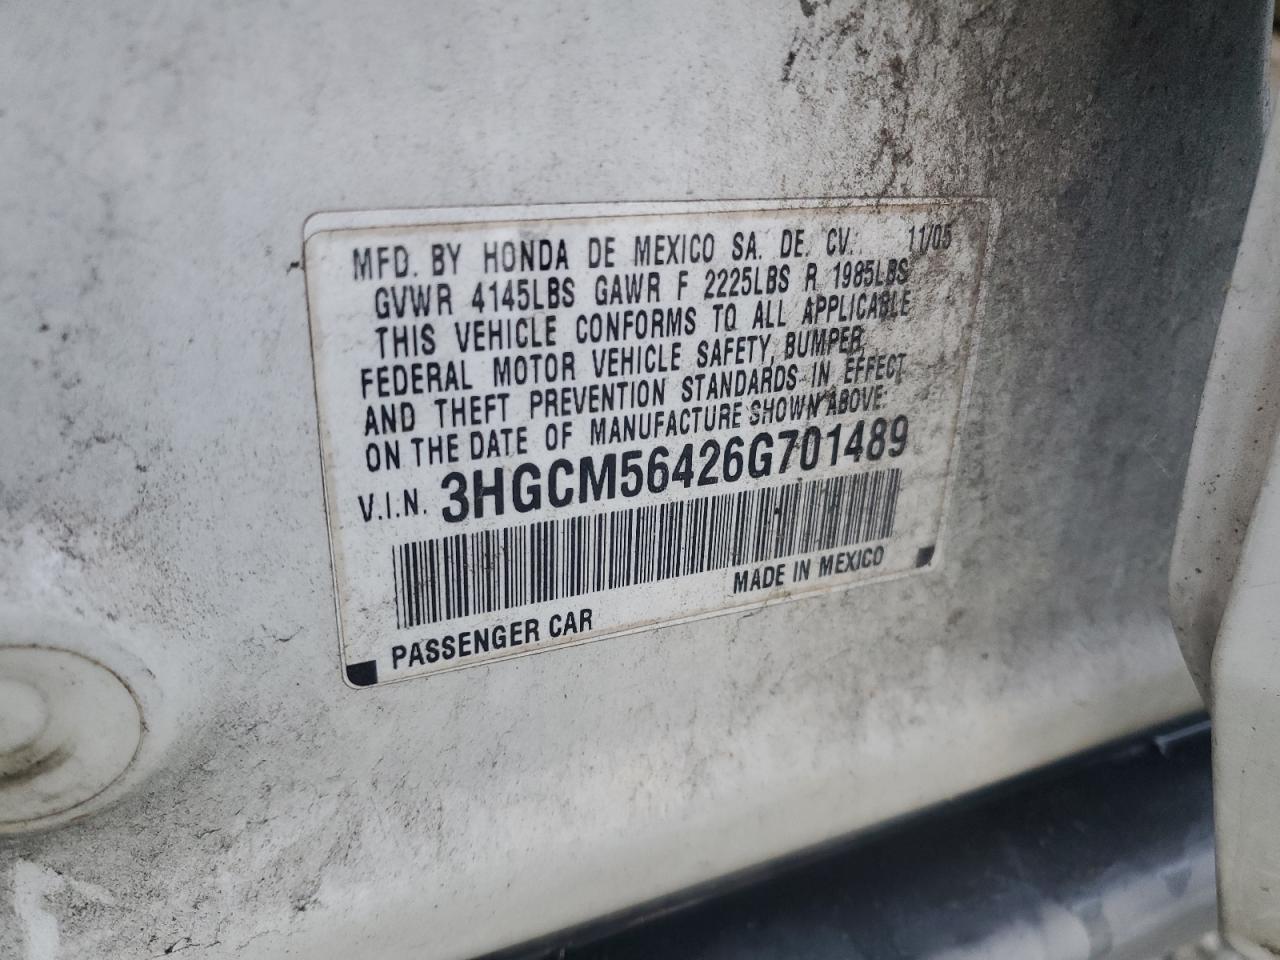 MFD. BY HONDA DE MEXICO SA. DE. CV. 11/05
GVWR 4145LBS GAWR F 2225LBS R 1985LBS
THIS VEHICLE CONFORMS TO ALL APPLICABLE
FEDERAL MOTOR VEHICLE SAFETY, BUMPER,
AND THEFT PREVENTION STANDARDS IN EFFECT
ON THE DATE OF MANUFACTURE SHOWN ABOVE.
V.I.N. 3HGCM56426G701489
PASSENGER CAR MADE IN MEXICO